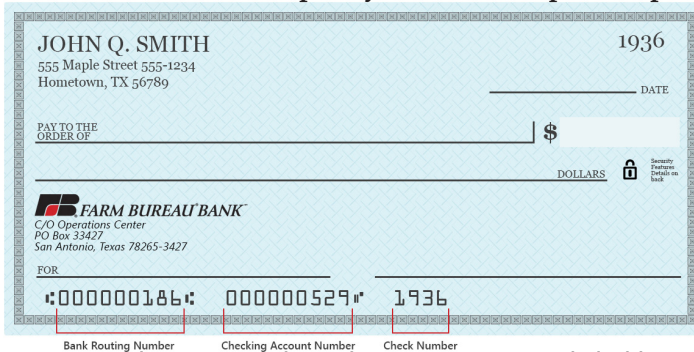 JOHN Q. SMITH
1936
555 Maple Street 555-1234
Hometown, TX 56789
DATE
PAY TO THE
ORDER OF
$
DOLLARS
Security
Features
Details on
back
FB FARM BUREAU BANK
C/O Operations Center
PO Box 33427
San Antonio, Texas 78265-3427
FOR
⑆000000186⑆ 000000529⑈ 1936
Bank Routing Number
Checking Account Number
Check Number